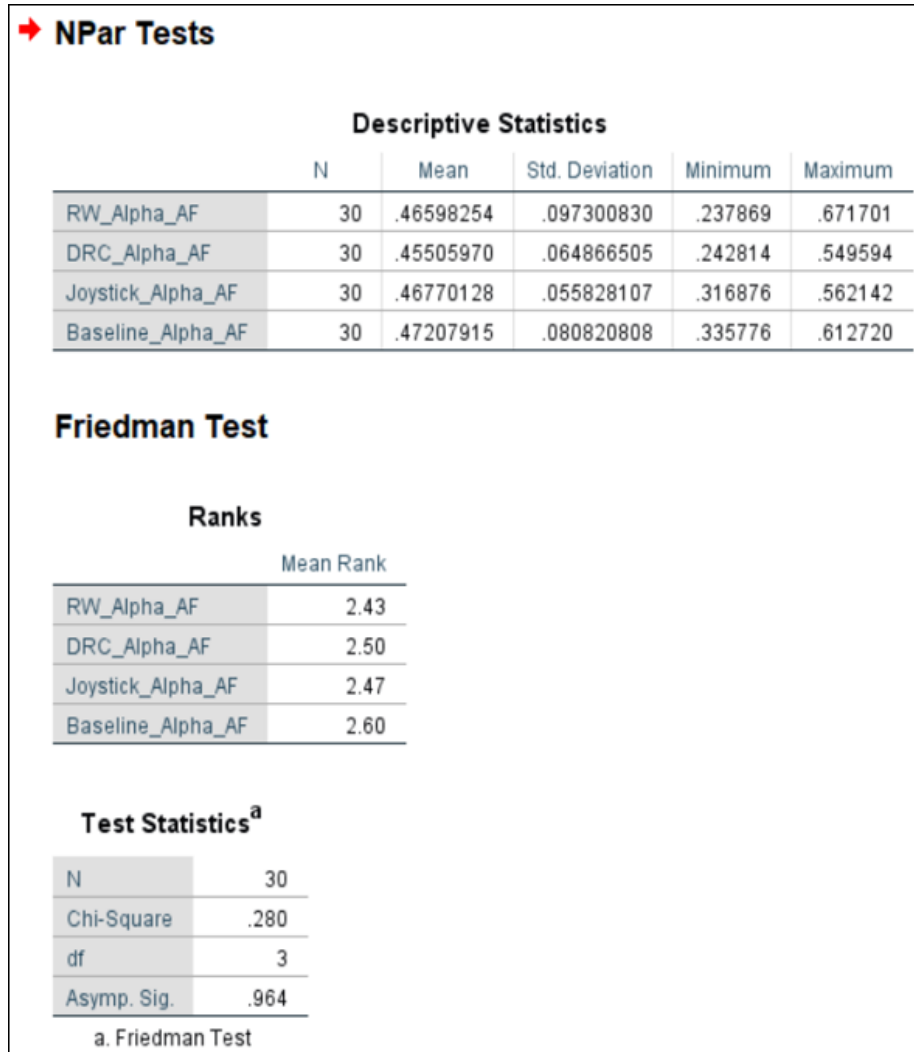 NPar Tests
Descriptive Statistics
N Mean Std. Deviation Minimum Maximum
RW_Alpha_AF 30 .46598254 .097300830 .237869 .671701
DRC_Alpha_AF 30 .45505970 .064866505 .242814 .549594
Joystick_Alpha_AF 30 .46770128 .055828107 .316876 .562142
Baseline_Alpha_AF 30 .47207915 .080820808 .335776 .612720
Friedman Test
Ranks
Mean Rank
RW_Alpha_AF 2.43
DRC_Alpha_AF 2.50
Joystick_Alpha_AF 2.47
Baseline_Alpha_AF 2.60
Test Statisticsa
N 30
Chi-Square .280
df 3
Asymp. Sig. .964
a. Friedman Test